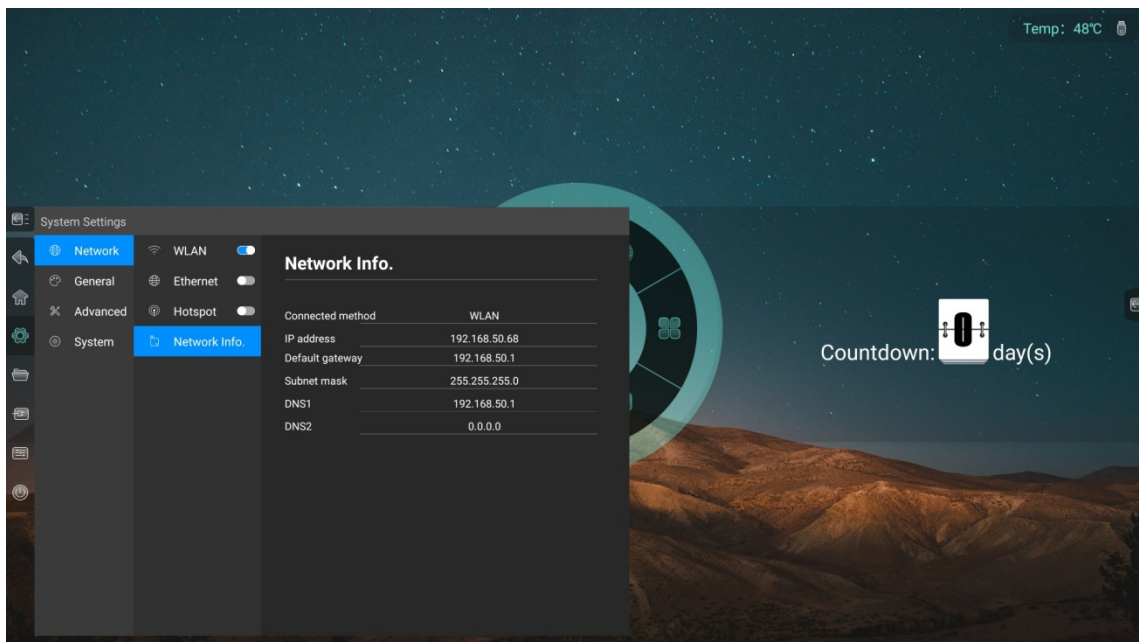 Temp: 48℃
System Settings
Network
General
Advanced
System
WLAN
Ethernet
Hotspot
Network Info.
Network Info.
Connected method WLAN
IP address 192.168.50.68
Default gateway 192.168.50.1
Subnet mask 255.255.255.0
DNS1 192.168.50.1
DNS2 0.0.0.0
Countdown: 0 day(s)